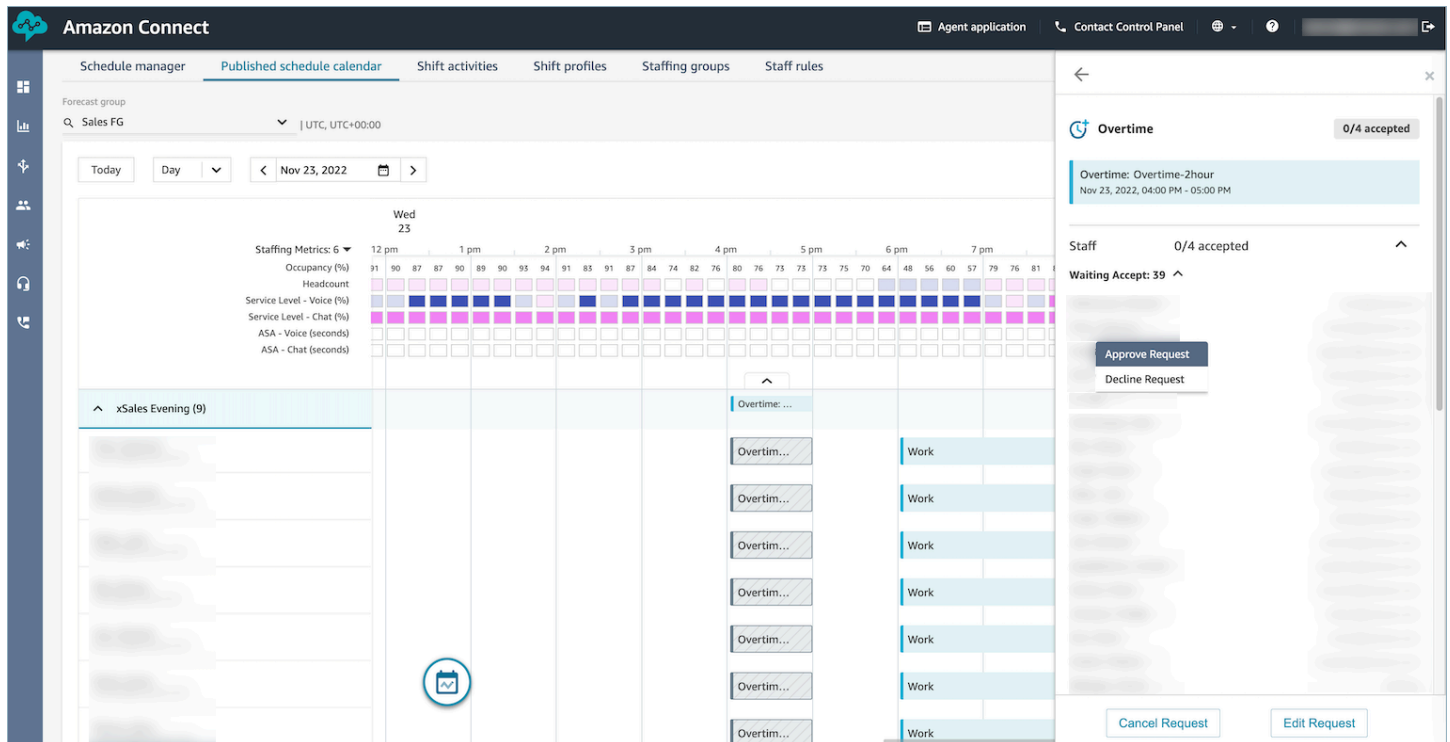 Amazon Connect
Agent application
Contact Control Panel
Schedule manager
Published schedule calendar
Shift activities
Shift profiles
Staffing groups
Staff rules
Forecast group
Sales FG
| UTC, UTC+00:00
Today
Day
Nov 23, 2022
Wed
23
Staffing Metrics: 6
12 pm 1 pm 2 pm 3 pm 4 pm 5 pm 6 pm 7 pm
Occupancy (%) 91 90 87 87 90 89 90 93 94 91 83 91 87 84 74 82 76 80 76 73 73 73 75 70 64 48 56 60 57 79 76 81
Headcount
Service Level - Voice (%)
Service Level - Chat (%)
ASA - Voice (seconds)
ASA - Chat (seconds)
xSales Evening (9)
Overtime: ...
Overtim... Work
Overtim... Work
Overtim... Work
Overtim... Work
Overtim... Work
Overtim... Work
Overtim... Work
Overtime
0/4 accepted
Overtime: Overtime-2hour
Nov 23, 2022, 04:00 PM - 05:00 PM
Staff 0/4 accepted
Waiting Accept: 39
Approve Request
Decline Request
Cancel Request
Edit Request